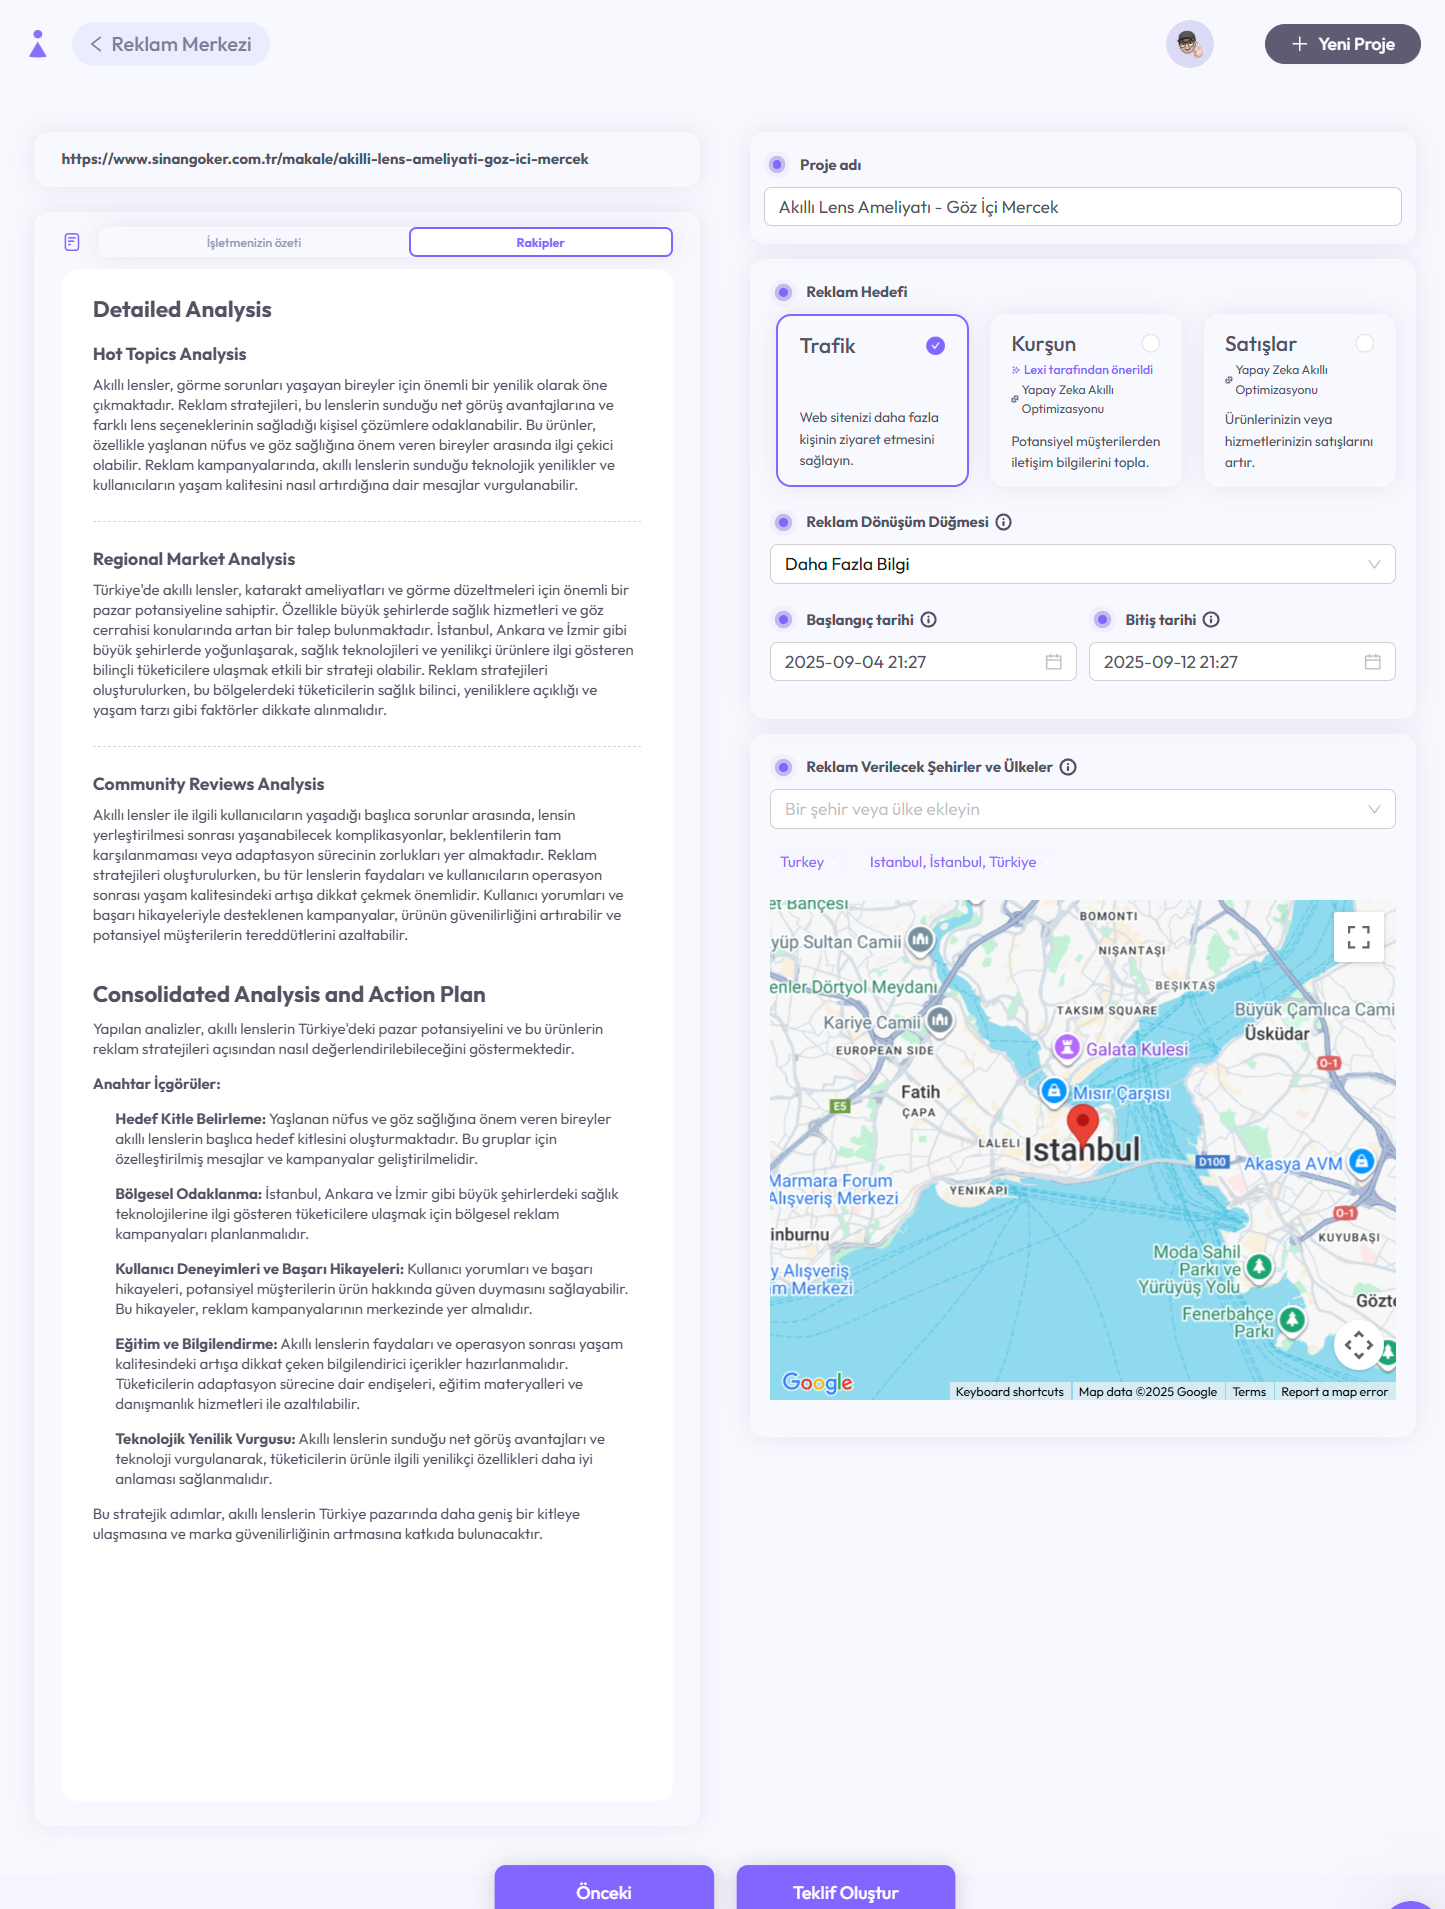 Reklam Merkezi
Yeni Proje
https://www.sinangoker.com.tr/makale/akilli-lens-ameliyati-goz-ici-mercek
İşletmenizin özeti
Rakipler
Detailed Analysis
Hot Topics Analysis
Akıllı lensler, görme sorunları yaşayan bireyler için önemli bir yenilik olarak öne
çıkmaktadır. Reklam stratejileri, bu lenslerin sunduğu net görüş avantajlarına ve
farklı lens seçeneklerinin sağladığı kişisel çözümlere odaklanabilir. Bu ürünler,
özellikle yaşlanan nüfus ve göz sağlığına önem veren bireyler arasında ilgi çekici
olabilir. Reklam kampanyalarında, akıllı lenslerin sunduğu teknolojik yenilikler ve
kullanıcıların yaşam kalitesini nasıl artırdığına dair mesajlar vurgulanabilir.
Regional Market Analysis
Türkiye'de akıllı lensler, katarakt ameliyatları ve görme düzeltmeleri için önemli bir
pazar potansiyeline sahiptir. Özellikle büyük şehirlerde sağlık hizmetleri ve göz
cerrahisi konularında artan bir talep bulunmaktadır. İstanbul, Ankara ve İzmir gibi
büyük şehirlerde yoğunlaşarak, sağlık teknolojileri ve yenilikçi ürünlere ilgi gösteren
bilinçli tüketicilere ulaşmak etkili bir strateji olabilir. Reklam stratejileri
oluşturulurken, bu bölgelerdeki tüketicilerin sağlık bilinci, yeniliklere açıklığı ve
yaşam tarzı gibi faktörler dikkate alınmalıdır.
Community Reviews Analysis
Akıllı lensler ile ilgili kullanıcıların yaşadığı başlıca sorunlar arasında, lensin
yerleştirilmesi sonrası yaşanabilecek komplikasyonlar, beklentilerin tam
karşılanmaması veya adaptasyon sürecinin zorlukları yer almaktadır. Reklam
stratejileri oluşturulurken, bu tür lenslerin faydaları ve kullanıcıların operasyon
sonrası yaşam kalitesindeki artışa dikkat çekmek önemlidir. Kullanıcı yorumları ve
başarı hikayeleriyle desteklenen kampanyalar, ürünün güvenilirliğini artırabilir ve
potansiyel müşterilerin tereddütlerini azaltabilir.
Consolidated Analysis and Action Plan
Yapılan analizler, akıllı lenslerin Türkiye'deki pazar potansiyelini ve bu ürünlerin
reklam stratejileri açısından nasıl değerlendirilebileceğini göstermektedir.
Anahtar İçgörüler:
Hedef Kitle Belirleme: Yaşlanan nüfus ve göz sağlığına önem veren bireyler
akıllı lenslerin başlıca hedef kitlesini oluşturmaktadır. Bu gruplar için
özelleştirilmiş mesajlar ve kampanyalar geliştirilmelidir.
Bölgesel Odaklanma: İstanbul, Ankara ve İzmir gibi büyük şehirlerdeki sağlık
teknolojilerine ilgi gösteren tüketicilere ulaşmak için bölgesel reklam
kampanyaları planlanmalıdır.
Kullanıcı Deneyimleri ve Başarı Hikayeleri: Kullanıcı yorumları ve başarı
hikayeleri, potansiyel müşterilerin ürün hakkında güven duymasını sağlayabilir.
Bu hikayeler, reklam kampanyalarının merkezinde yer almalıdır.
Eğitim ve Bilgilendirme: Akıllı lenslerin faydaları ve operasyon sonrası yaşam
kalitesindeki artışa dikkat çeken bilgilendirici içerikler hazırlanmalıdır.
Tüketicilerin adaptasyon sürecine dair endişeleri, eğitim materyalleri ve
danışmanlık hizmetleri ile azaltılabilir.
Teknolojik Yenilik Vurgusu: Akıllı lenslerin sunduğu net görüş avantajları ve
teknoloji vurgulanarak, tüketicilerin ürünle ilgili yenilikçi özellikleri daha iyi
anlaması sağlanmalıdır.
Bu stratejik adımlar, akıllı lenslerin Türkiye pazarında daha geniş bir kitleye
ulaşmasına ve marka güvenilirliğinin artmasına katkıda bulunacaktır.
Proje adı
Akıllı Lens Ameliyatı - Göz İçi Mercek
Reklam Hedefi
Trafik
Web sitenizi daha fazla
kişinin ziyaret etmesini
sağlayın.
Kurşun
Lexi tarafından önerildi
Yapay Zeka Akıllı
Optimizasyonu
Potansiyel müşterilerden
iletişim bilgilerini topla.
Satışlar
Yapay Zeka Akıllı
Optimizasyonu
Ürünlerinizin veya
hizmetlerinizin satışlarını
artır.
Reklam Dönüşüm Düğmesi
Daha Fazla Bilgi
Başlangıç tarihi
2025-09-04 21:27
Bitiş tarihi
2025-09-12 21:27
Reklam Verilecek Şehirler ve Ülkeler
Bir şehir veya ülke ekleyin
Turkey
Istanbul, İstanbul, Türkiye
et Bahçesi
BOMONTI
yüp Sultan Camii
NIŞANTAŞI
enler Dörtyol Meydanı
BEŞIKTAŞ
TAKSIM SQUARE
Büyük Çamlıca Cami
Kariye Camii
Üsküdar
EUROPEAN SIDE
Galata Kulesi
O-1
Fatih
Mısır Çarşısı
E5
ÇAPA
LALELI
Istanbul
D100
Akasya AVM
Marmara Forum
Alışveriş Merkezi
YENIKAPI
O-1
inburnu
KUYUBAŞI
Moda Sahil
Parkı ve
Yürüyüş Yolu
y Alışveriş
m Merkezi
Gözte
Fenerbahçe
Parkı
Google
Keyboard shortcuts
Map data ©2025 Google
Terms
Report a map error
Önceki
Teklif Oluştur